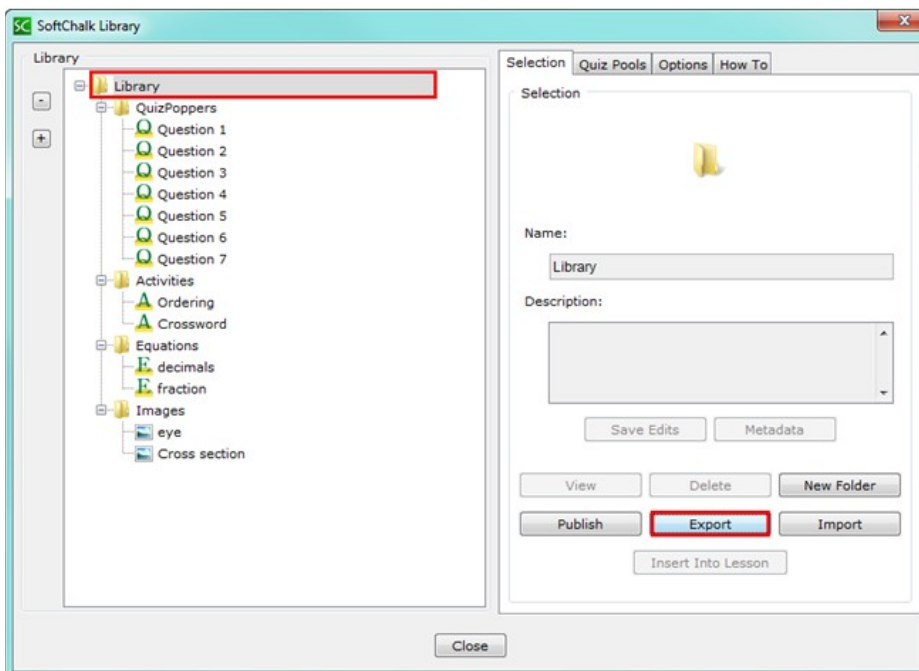 SC SoftChalk Library
Library
Library
QuizPoppers
Q Question 1
Q Question 2
Q Question 3
Q Question 4
Q Question 5
Q Question 6
Q Question 7
Activities
A Ordering
A Crossword
Equations
E decimals
E fraction
Images
eye
Cross section
Selection Quiz Pools Options How To
Selection
Name:
Library
Description:
Save Edits Metadata
View Delete New Folder
Publish Export Import
Insert Into Lesson
Close